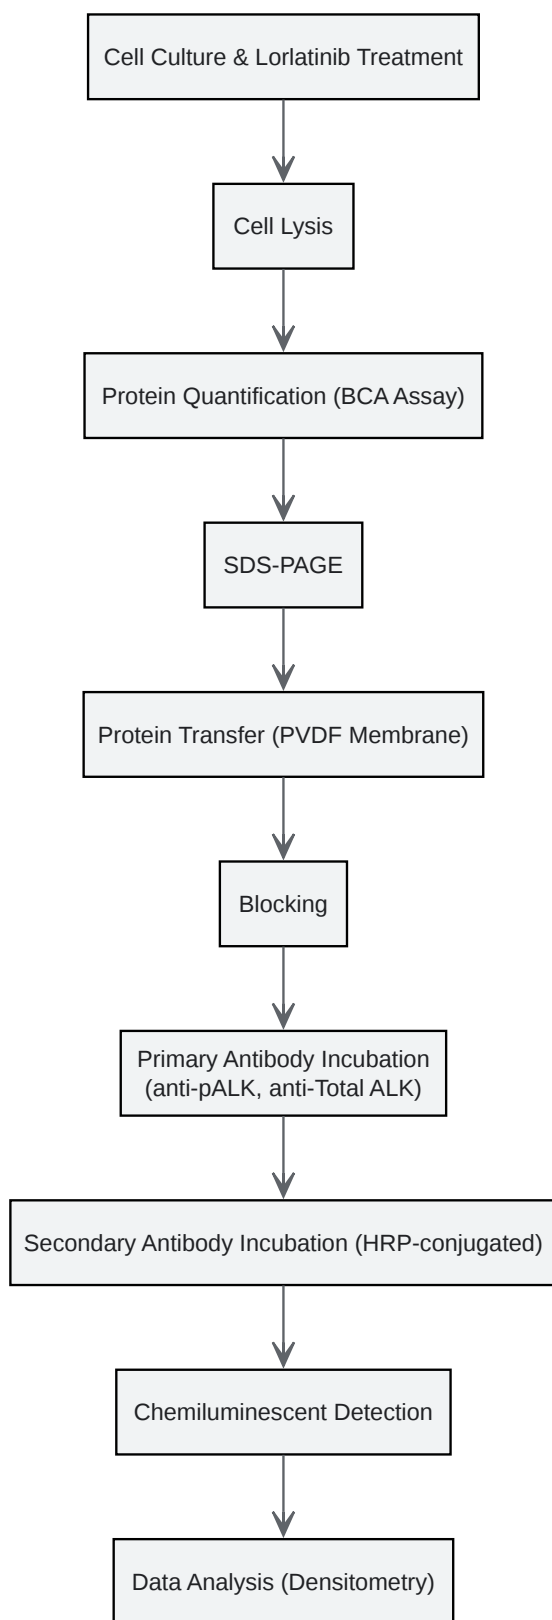 Cell Culture & Lorlatinib Treatment
Cell Lysis
Protein Quantification (BCA Assay)
SDS-PAGE
Protein Transfer (PVDF Membrane)
Blocking
Primary Antibody Incubation
(anti-pALK, anti-Total ALK)
Secondary Antibody Incubation (HRP-conjugated)
Chemiluminescent Detection
Data Analysis (Densitometry)